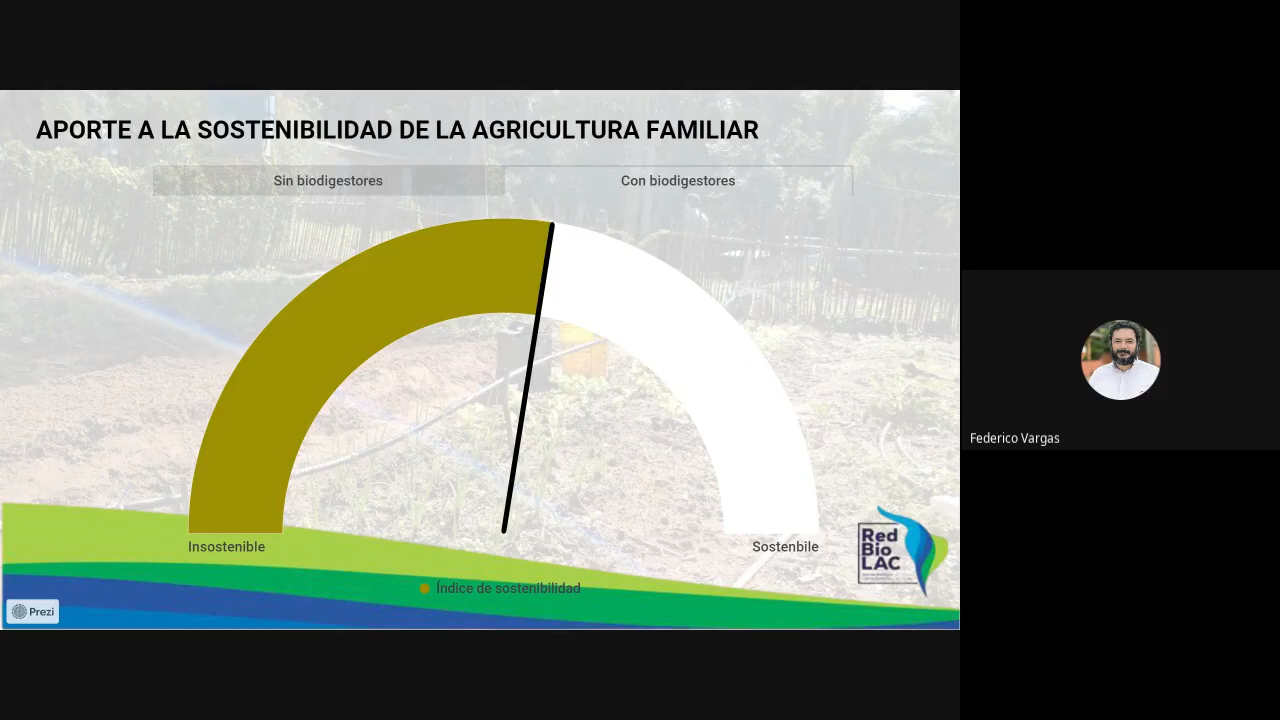 APORTE A LA SOSTENIBILIDAD DE LA AGRICULTURA FAMILIAR
Sin biodigestores
Con biodigestores
Insostenible
Sostenbile
Índice de sostenibilidad
Red
Bio
LAC
Prezi
Federico Vargas